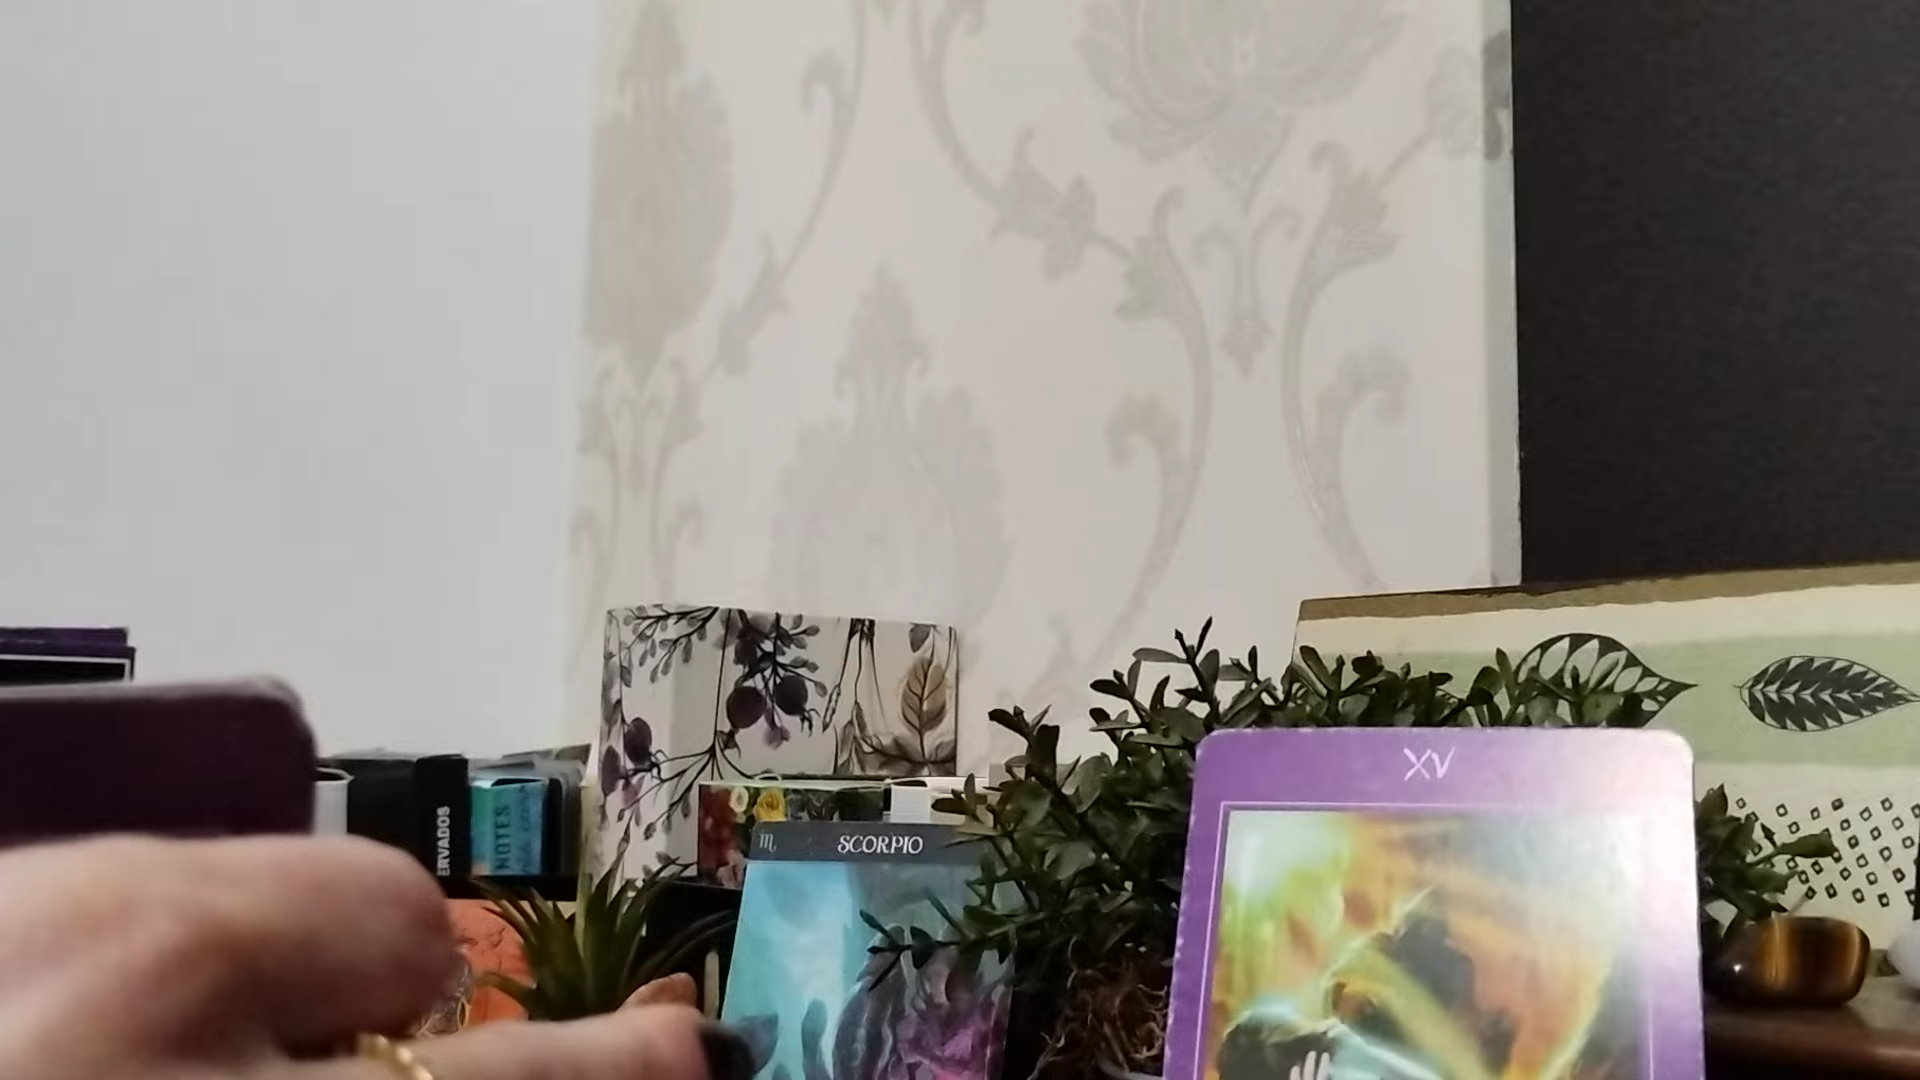 XV
♏ SCORPIO
ERVADOS
NOTES